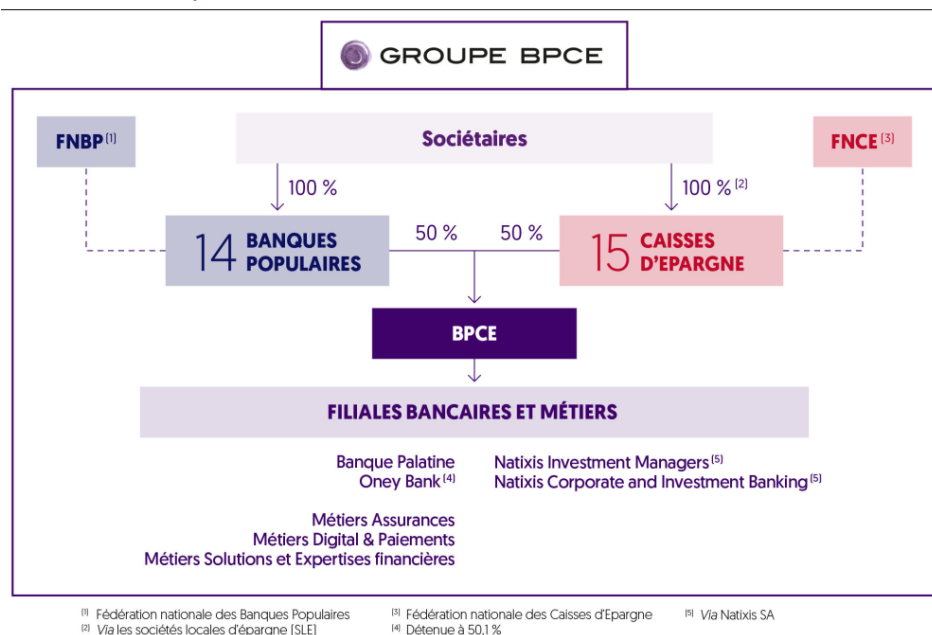 GROUPE BPCE
FNBP (1)
Sociétaires
FNCE (3)
100 %
100 % (2)
14 BANQUES
POPULAIRES
50 %
50 %
15 CAISSES
D'EPARGNE
BPCE
FILIALES BANCAIRES ET MÉTIERS
Banque Palatine
Oney Bank (4)
Natixis Investment Managers (5)
Natixis Corporate and Investment Banking (5)
Métiers Assurances
Métiers Digital & Paiements
Métiers Solutions et Expertises financières
(1) Fédération nationale des Banques Populaires
(2) Via les sociétés locales d'épargne [SLE]
(3) Fédération nationale des Caisses d'Epargne
(4) Détenue à 50,1 %
(5) Via Natixis SA